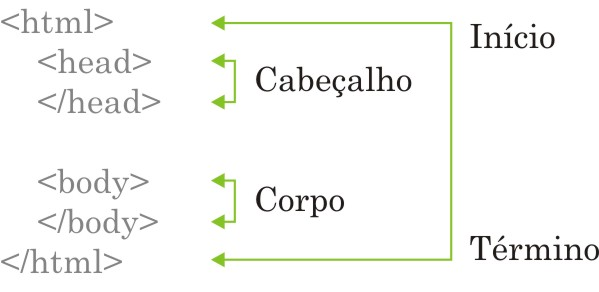 <html>
Início
<head>
Cabeçalho
</head>
<body>
Corpo
</body>
Término
</html>